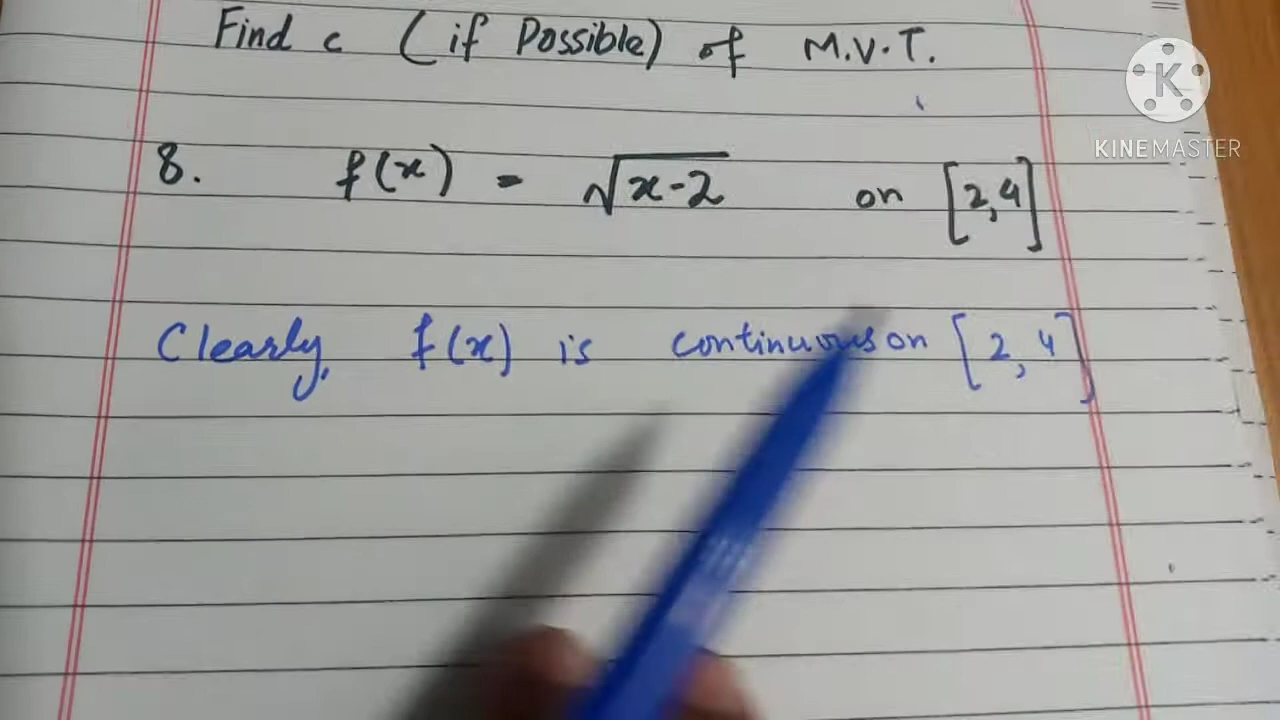 Find c (if Possible) of M.V.T.
K
KINEMASTER
8. f(x) = √x-2 on [2,4]
Clearly, f(x) is continuous on [2,4]